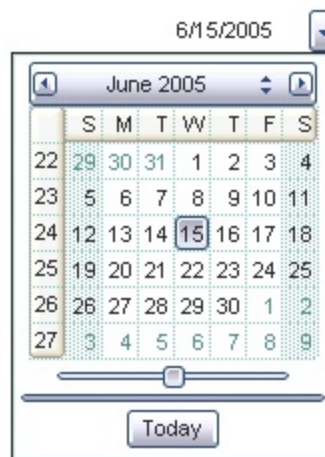 6/15/2005
June 2005
S M T W T F S
22 29 30 31 1 2 3 4
23 5 6 7 8 9 10 11
24 12 13 14 15 16 17 18
25 19 20 21 22 23 24 25
26 26 27 28 29 30 1 2
27 3 4 5 6 7 8 9
Today